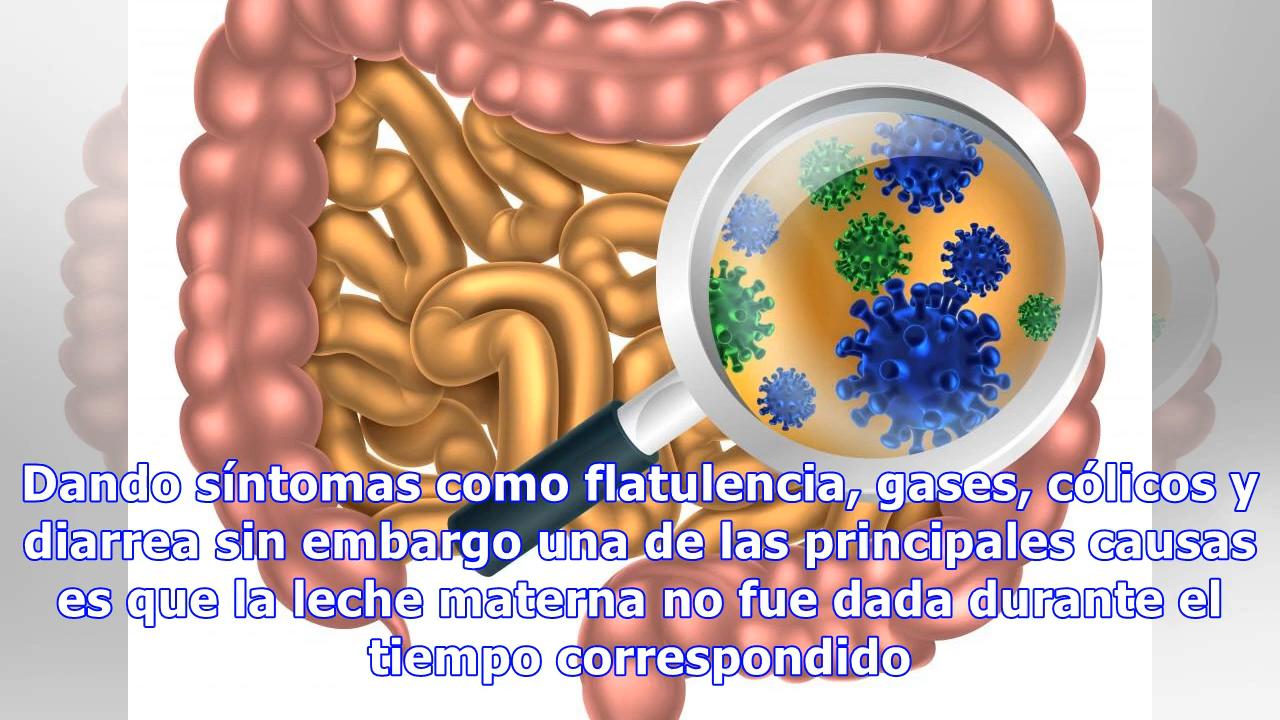 Dando síntomas como flatulencia, gases, cólicos y
diarrea sin embargo una de las principales causas
es que la leche materna no fue dada durante el
tiempo correspondido